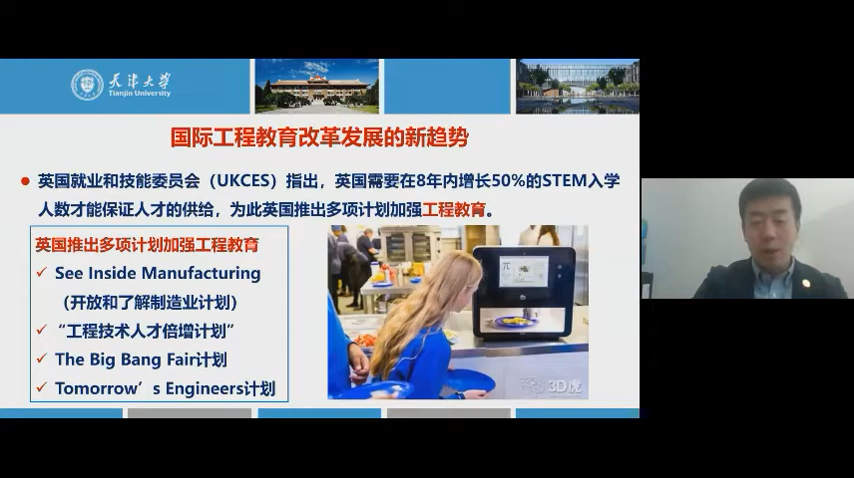 天津大学
Tianjin University
国际工程教育改革发展的新趋势
英国就业和技能委员会（UKCES）指出，英国需要在8年内增长50%的STEM入学
人数才能保证人才的供给，为此英国推出多项计划加强工程教育。
英国推出多项计划加强工程教育
See Inside Manufacturing
（开放和了解制造业计划）
“工程技术人才倍增计划”
The Big Bang Fair计划
Tomorrow’s Engineers计划
π
3D虎